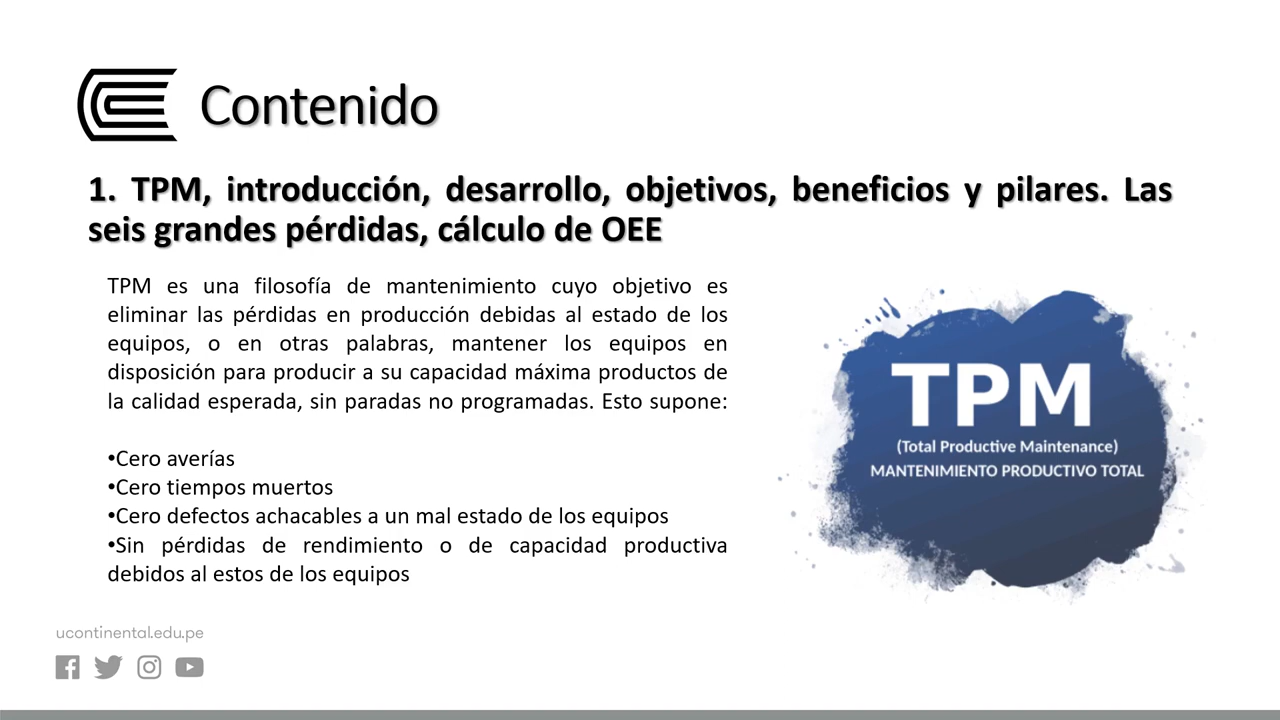 Contenido
1. TPM, introducción, desarrollo, objetivos, beneficios y pilares. Las
seis grandes pérdidas, cálculo de OEE
TPM es una filosofía de mantenimiento cuyo objetivo es
eliminar las pérdidas en producción debidas al estado de los
equipos, o en otras palabras, mantener los equipos en
disposición para producir a su capacidad máxima productos de
la calidad esperada, sin paradas no programadas. Esto supone:
•Cero averías
•Cero tiempos muertos
•Cero defectos achacables a un mal estado de los equipos
•Sin pérdidas de rendimiento o de capacidad productiva
debidos al estos de los equipos
TPM
(Total Productive Maintenance)
MANTENIMIENTO PRODUCTIVO TOTAL
ucontinental.edu.pe